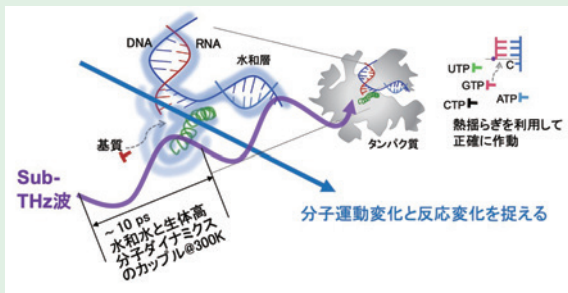 DNA
RNA
水和層
基質
Sub-
THz波
~ 10 ps
水和水と生体高
分子ダイナミクス
のカップル@300K
タンパク質
C
UTP
GTP
CTP
ATP
熱揺らぎを利用して
正確に作動
分子運動変化と反応変化を捉える